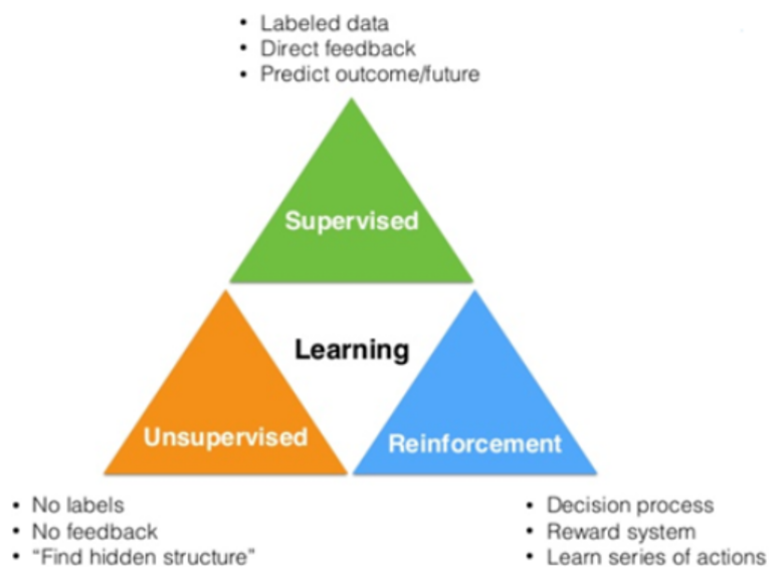 • Labeled data
• Direct feedback
• Predict outcome/future
Supervised
Learning
Unsupervised
Reinforcement
• No labels
• No feedback
• “Find hidden structure”
• Decision process
• Reward system
• Learn series of actions